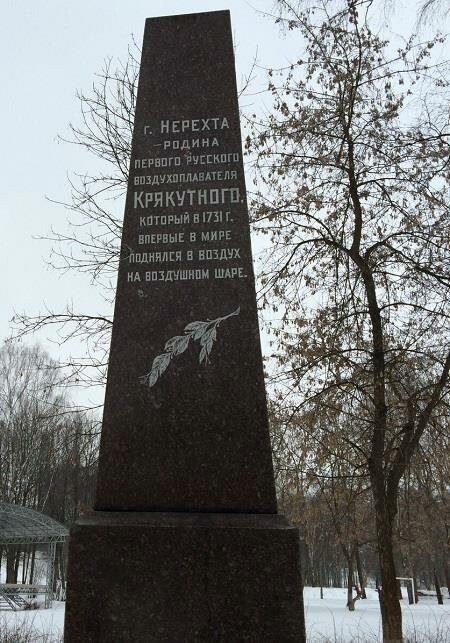 г. НЕРЕХТА
– РОДИНА
ПЕРВОГО РУССКОГО
ВОЗДУХОПЛАВАТЕЛЯ
КРЯКУТНОГО,
КОТОРЫЙ В 1731 Г.
ВПЕРВЫЕ В МИРЕ
ПОДНЯЛСЯ В ВОЗДУХ
НА ВОЗДУШНОМ ШАРЕ.